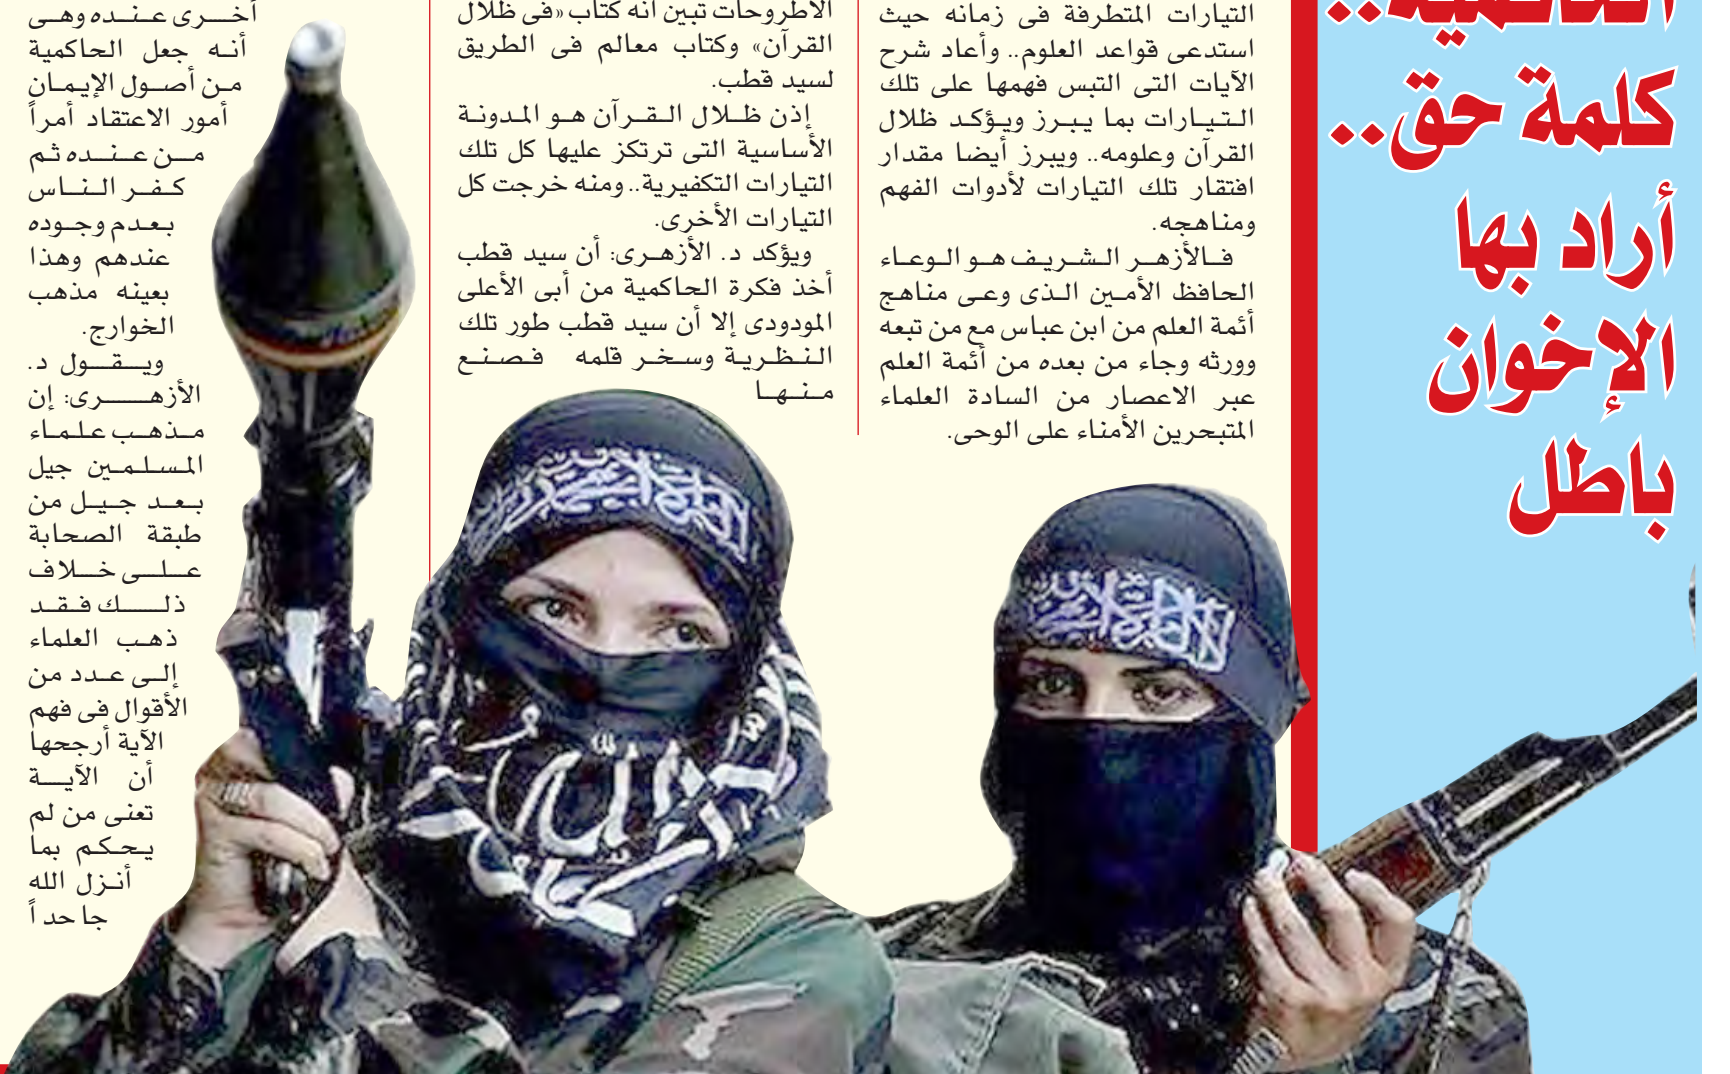 الحاكمية..
كلمة حق..
أراد بها
الإخوان
باطل
التيارات المتطرفة فى زمانه حيث
استدعى قواعد العلوم.. وأعاد شرح
الآيات التى التبس فهمها على تلك
التيارات بما يبرز ويؤكد ظلال
القرآن وعلومه.. ويبرز أيضا مقدار
افتقار تلك التيارات لأدوات الفهم
ومناهجه.
فالأزهر الشريف هو الوعاء
الحافظ الأمين الذى وعى مناهج
أئمة العلم من ابن عباس مع من تبعه
وورثه وجاء من بعده من أئمة العلم
عبر الاعصار من السادة العلماء
المتبحرين الأمناء على الوحى.
الأطروحات تبين أنه كتاب «فى ظلال
القرآن» وكتاب معالم فى الطريق
لسيد قطب.
إذن ظلال القرآن هو المدونة
الأساسية التى ترتكز عليها كل تلك
التيارات التكفيرية.. ومنه خرجت كل
التيارات الأخرى.
ويؤكد د. الأزهرى: أن سيد قطب
أخذ فكرة الحاكمية من أبى الأعلى
المودودى إلا أن سيد قطب طور تلك
النظرية وسخر قلمه فصنع
منها
أخرى عنده وهى
أنه جعل الحاكمية
من أصول الإيمان
أمور الاعتقاد أمراً
من عنده ثم
كفر الناس
بعدم وجوده
عندهم وهذا
بعينه مذهب
الخوارج.
ويقول د.
الأزهرى: إن
مذهب علماء
المسلمين جيل
بعد جيل من
طبقة الصحابة
على خلاف
ذلك فقد
ذهب العلماء
إلى عدد من
الأقوال فى فهم
الآية أرجحها
أن الآية
تعنى من لم
يحكم بما
أنزل الله
جاحداً